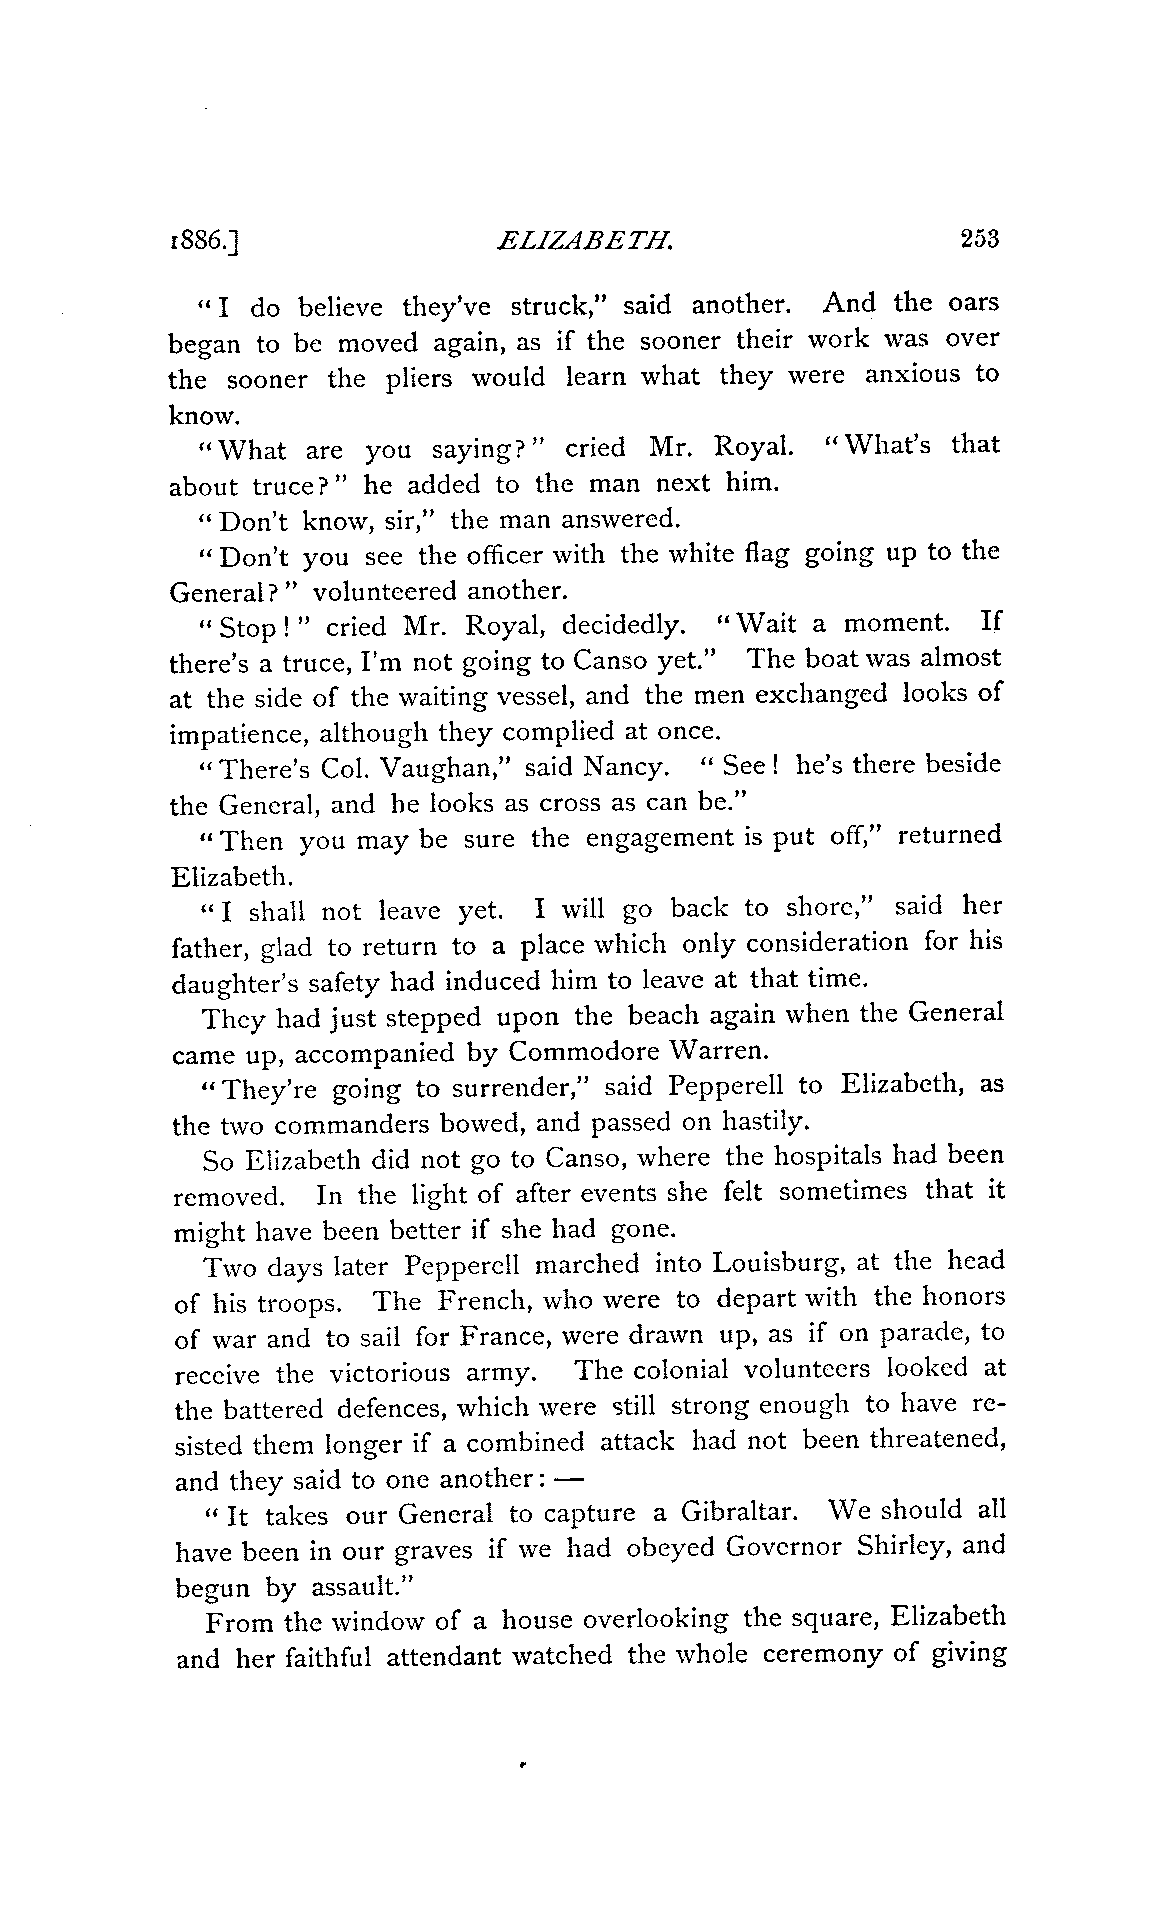 1886.] ELIZABETH. 253
"I do believe they've struck," said another. And the oars
began to be moved again, as if the sooner their work was over
the sooner the pliers would learn what they were anxious to
know.
"What are you saying?" cried Mr. Royal. "What's that
about truce?" he added to the man next him.
"Don't know, sir," the man answered.
"Don't you see the officer with the white flag going up to the
General?" volunteered another.
"Stop!" cried Mr. Royal, decidedly. "Wait a moment. If
there's a truce, I'm not going to Canso yet." The boat was almost
at the side of the waiting vessel, and the men exchanged looks of
impatience, although they complied at once.
"There's Col. Vaughan," said Nancy. "See! he's there beside
the General, and he looks as cross as can be."
"Then you may be sure the engagement is put off," returned
Elizabeth.
"I shall not leave yet. I will go back to shore," said her
father, glad to return to a place which only consideration for his
daughter's safety had induced him to leave at that time.
They had just stepped upon the beach again when the General
came up, accompanied by Commodore Warren.
"They're going to surrender," said Pepperell to Elizabeth, as
the two commanders bowed, and passed on hastily.
So Elizabeth did not go to Canso, where the hospitals had been
removed. In the light of after events she felt sometimes that it
might have been better if she had gone.
Two days later Pepperell marched into Louisburg, at the head
of his troops. The French, who were to depart with the honors
of war and to sail for France, were drawn up, as if on parade, to
receive the victorious army. The colonial volunteers looked at
the battered defences, which were still strong enough to have re-
sisted them longer if a combined attack had not been threatened,
and they said to one another: —
"It takes our General to capture a Gibraltar. We should all
have been in our graves if we had obeyed Governor Shirley, and
begun by assault."
From the window of a house overlooking the square, Elizabeth
and her faithful attendant watched the whole ceremony of giving